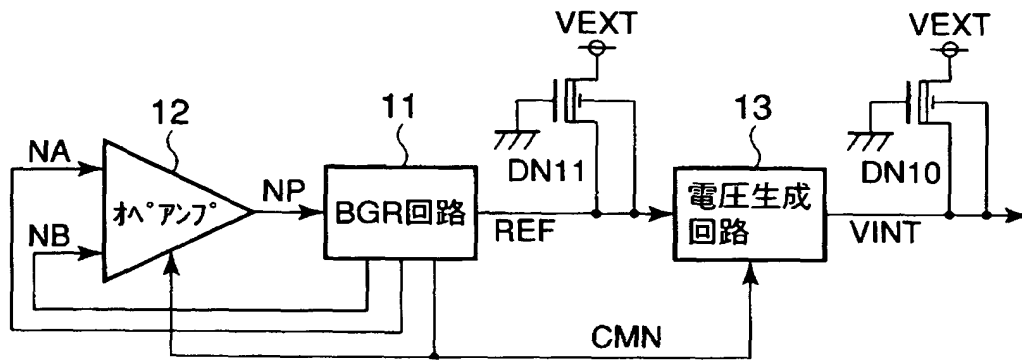 VEXT
VEXT
12
11
13
NA
NP
DN11
DN10
オペアンプ
BGR回路
電圧生成
回路
NB
REF
VINT
CMN